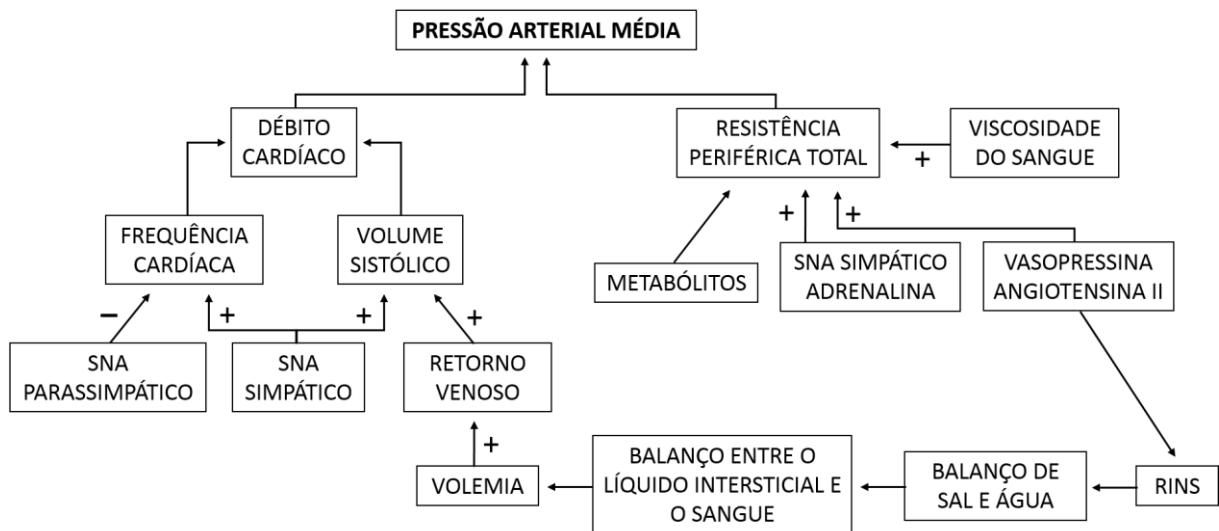 PRESSÃO ARTERIAL MÉDIA
DÉBITO
CARDÍACO
RESISTÊNCIA
PERIFÉRICA TOTAL
+
VISCOSIDADE
DO SANGUE
FREQUÊNCIA
CARDÍACA
VOLUME
SISTÓLICO
METABÓLITOS
+
SNA SIMPÁTICO
ADRENALINA
+
VASOPRESSINA
ANGIOTENSINA II
−
+
+
+
SNA
PARASSIMPÁTICO
SNA
SIMPÁTICO
RETORNO
VENOSO
+
VOLEMIA
BALANÇO ENTRE O
LÍQUIDO INTERSTICIAL E
O SANGUE
BALANÇO DE
SAL E ÁGUA
RINS